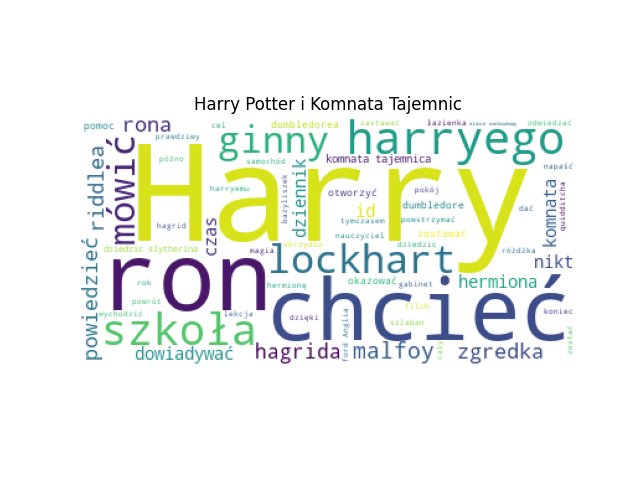 Harry Potter i Komnata Tajemnic
pomoc
rona
cel
dumbledorea
zastawać
łazienka
odwiedzać
prawdziwy
ginny
harryego
mówić
Harry
riddlea
późno
samochód
komnata tajemnica
napaść
dziennik
bazyliszek
otworzyć
pokój
harryemu
quidditcha
komnata
id
dumbledore
dać
hagrid
czas
tymczasem
powstrzymać
nauczyciel
zostawać
skrzydło
dziedzic
dziedzic slytherina
magia
różdżka
powiedzieć
ron
lockhart
nikt
rok
hermionę
okazować
gabinet
hermiona
chcieć
powrót
wychodzić
szkoła
lekcja
dzięki
ford Anglia
filch
szlaban
koniec
zostać
dowiadywać
hagrida
malfoy
cały
zgredka